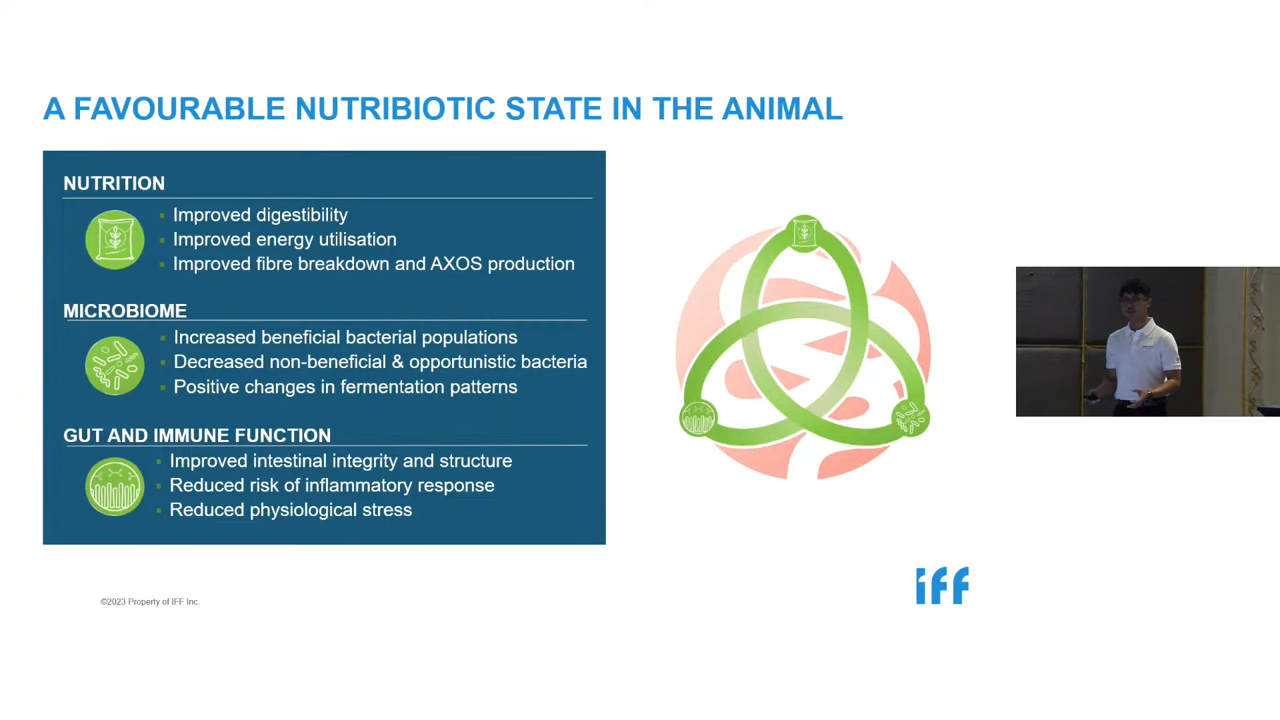 A FAVOURABLE NUTRIBIOTIC STATE IN THE ANIMAL
NUTRITION
Improved digestibility
Improved energy utilisation
Improved fibre breakdown and AXOS production
MICROBIOME
Increased beneficial bacterial populations
Decreased non-beneficial & opportunistic bacteria
Positive changes in fermentation patterns
GUT AND IMMUNE FUNCTION
Improved intestinal integrity and structure
Reduced risk of inflammatory response
Reduced physiological stress
©2023 Property of IFF Inc.
iff